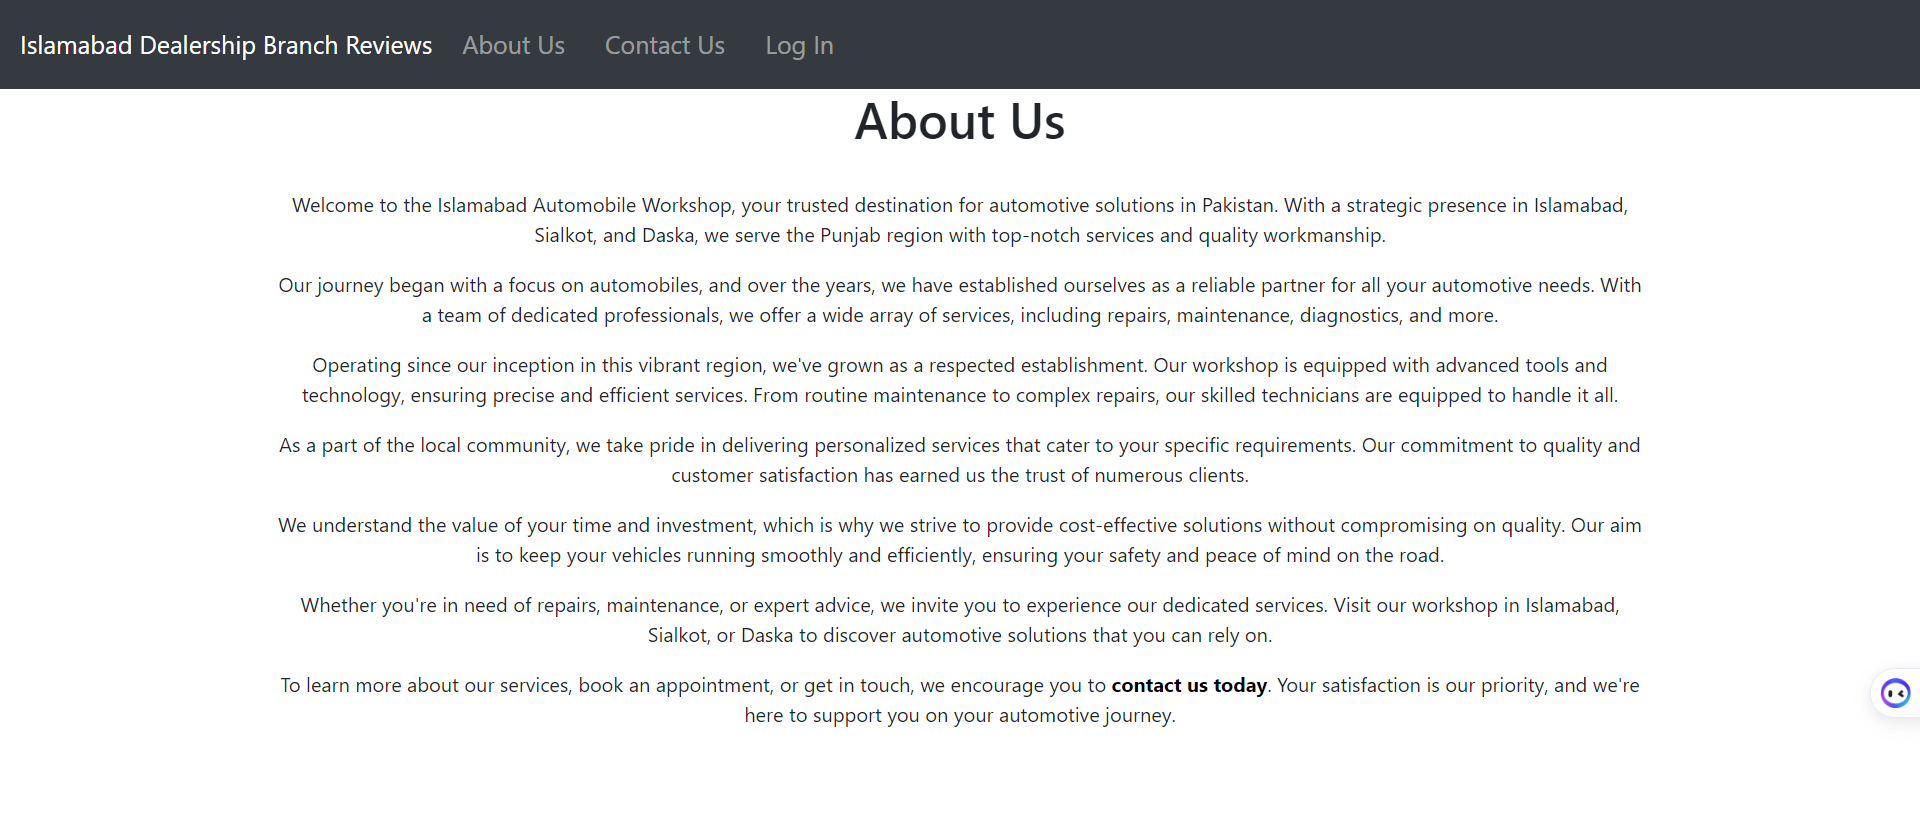 Islamabad Dealership Branch Reviews About Us Contact Us Log In
About Us
Welcome to the Islamabad Automobile Workshop, your trusted destination for automotive solutions in Pakistan. With a strategic presence in Islamabad,
Sialkot, and Daska, we serve the Punjab region with top-notch services and quality workmanship.
Our journey began with a focus on automobiles, and over the years, we have established ourselves as a reliable partner for all your automotive needs. With
a team of dedicated professionals, we offer a wide array of services, including repairs, maintenance, diagnostics, and more.
Operating since our inception in this vibrant region, we've grown as a respected establishment. Our workshop is equipped with advanced tools and
technology, ensuring precise and efficient services. From routine maintenance to complex repairs, our skilled technicians are equipped to handle it all.
As a part of the local community, we take pride in delivering personalized services that cater to your specific requirements. Our commitment to quality and
customer satisfaction has earned us the trust of numerous clients.
We understand the value of your time and investment, which is why we strive to provide cost-effective solutions without compromising on quality. Our aim
is to keep your vehicles running smoothly and efficiently, ensuring your safety and peace of mind on the road.
Whether you're in need of repairs, maintenance, or expert advice, we invite you to experience our dedicated services. Visit our workshop in Islamabad,
Sialkot, or Daska to discover automotive solutions that you can rely on.
To learn more about our services, book an appointment, or get in touch, we encourage you to contact us today. Your satisfaction is our priority, and we're
here to support you on your automotive journey.